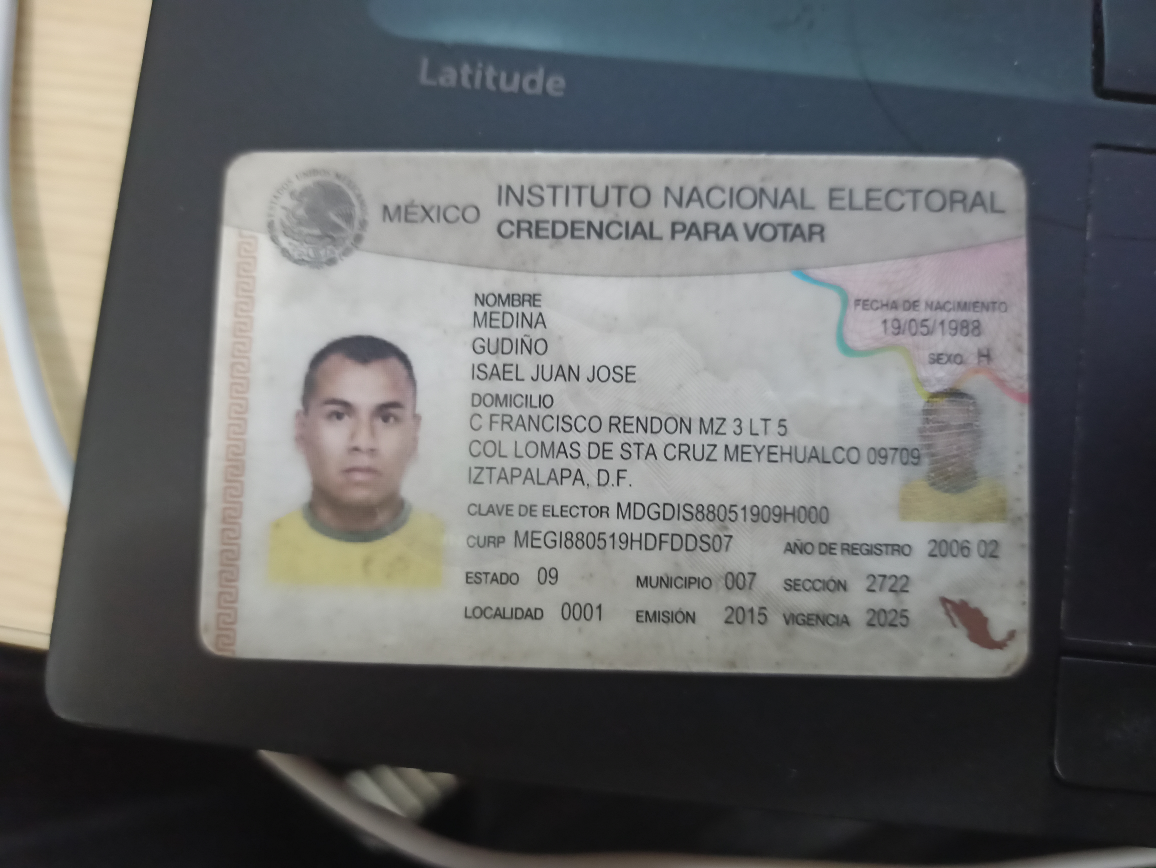 Latitude
MÉXICO
INSTITUTO NACIONAL ELECTORAL
CREDENCIAL PARA VOTAR
NOMBRE
MEDINA
GUDIÑO
ISAEL JUAN JOSE
FECHA DE NACIMIENTO
19/05/1988
SEXO H
DOMICILIO
C FRANCISCO RENDON MZ 3 LT 5
COL LOMAS DE STA CRUZ MEYEHUALCO 09709
IZTAPALAPA, D.F.
CLAVE DE ELECTOR MDGDIS88051909H000
CURP MEGI880519HDFDDS07 AÑO DE REGISTRO 2006 02
ESTADO 09 MUNICIPIO 007 SECCIÓN 2722
LOCALIDAD 0001 EMISIÓN 2015 VIGENCIA 2025